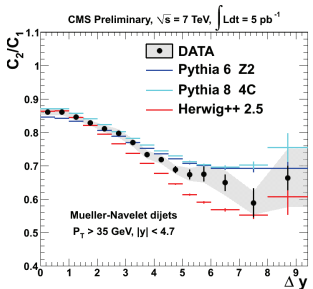 CMS Preliminary, √s = 7 TeV, ∫ Ldt = 5 pb⁻¹
C₂/C₁
1.1
1
0.9
0.8
0.7
0.6
0.5
0.4
DATA
Pythia 6 Z2
Pythia 8 4C
Herwig++ 2.5
Mueller-Navelet dijets
P_T > 35 GeV, |y| < 4.7
0 1 2 3 4 5 6 7 8 9
Δ y